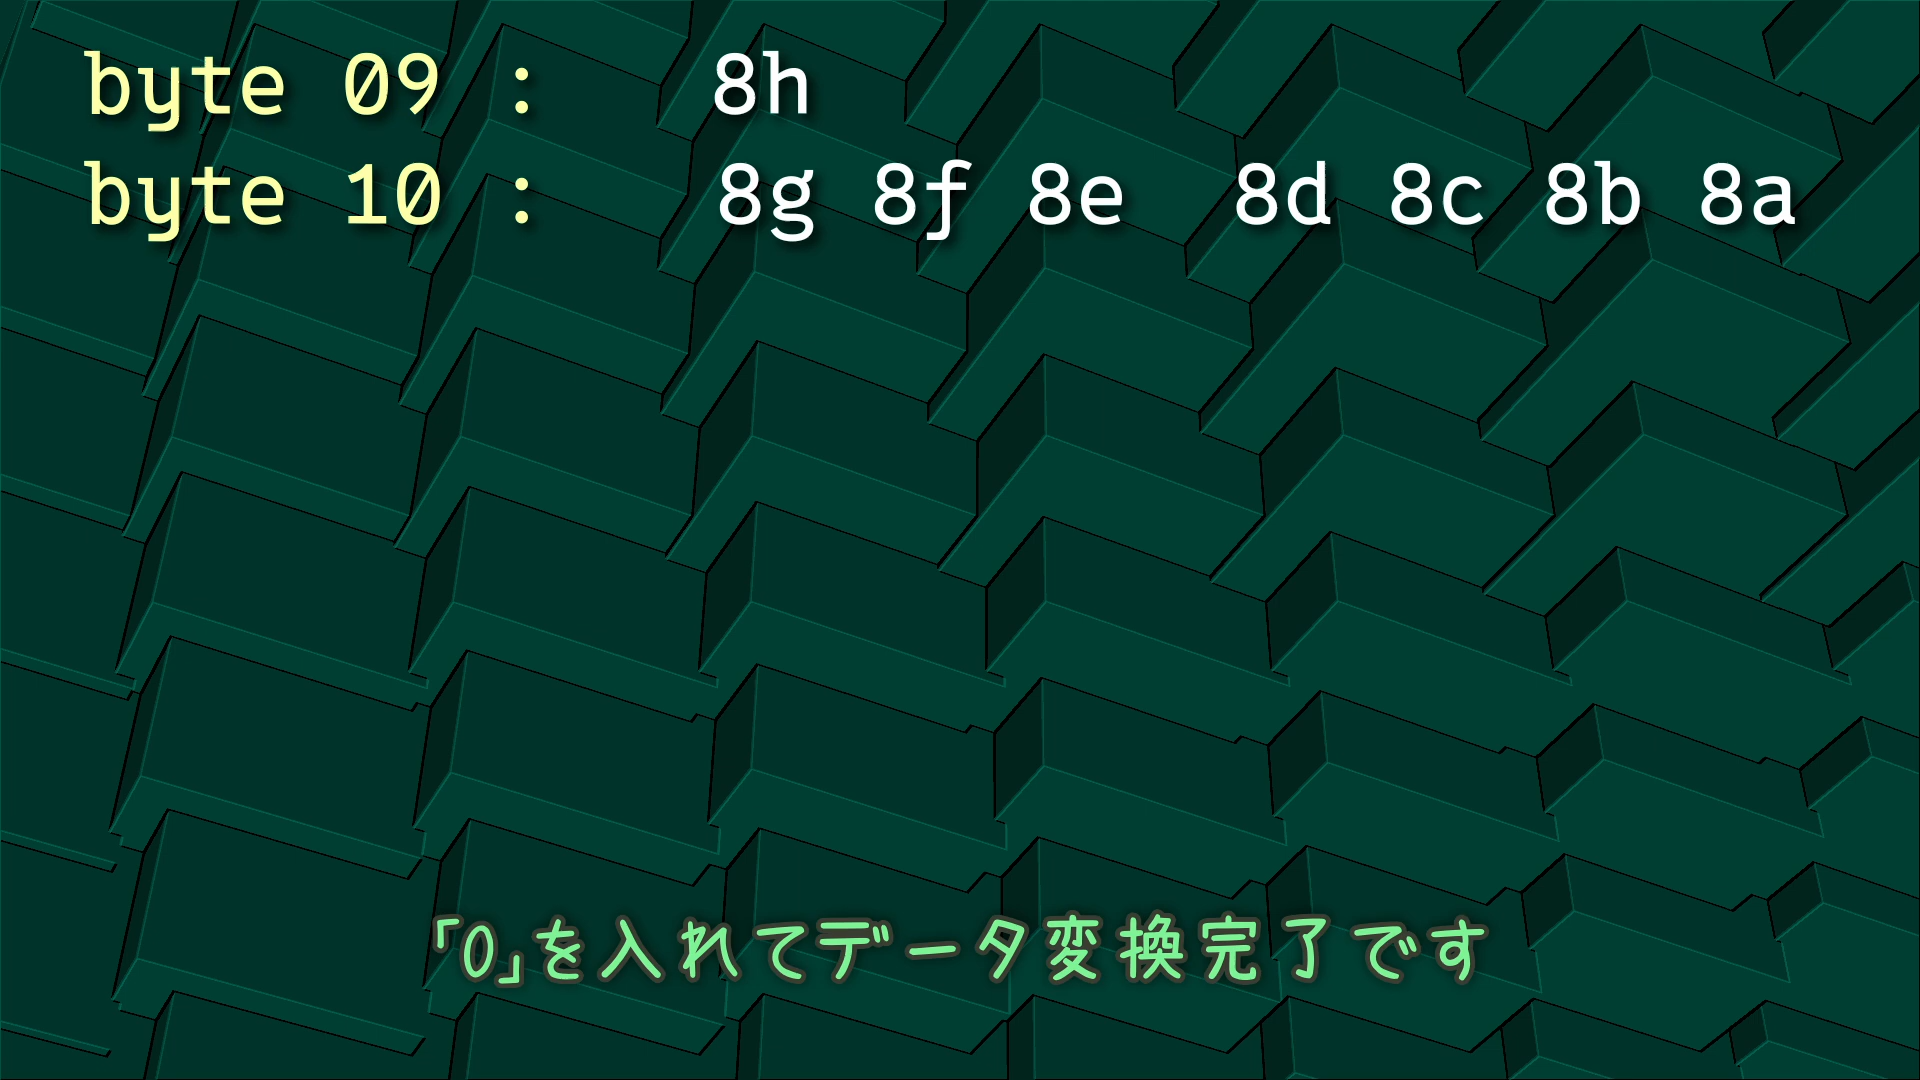 byte 09 : 8h
byte 10 : 8g 8f 8e 8d 8c 8b 8a
「0」を入れてデータ変換完了です